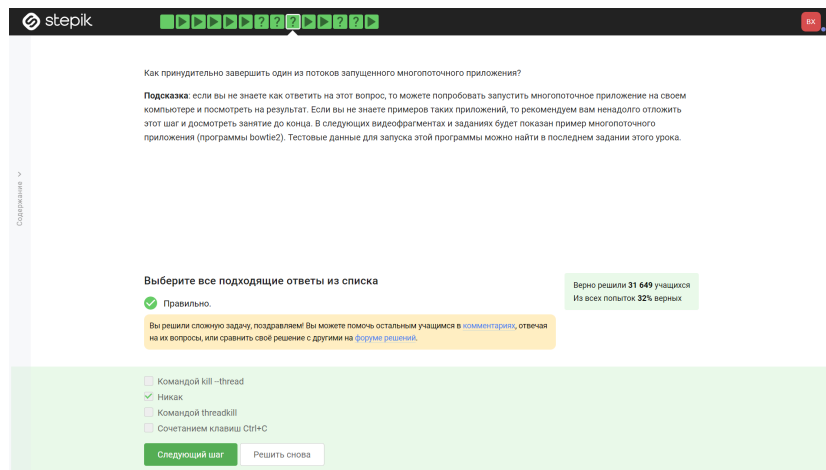 stepik
BX
Как принудительно завершить один из потоков запущенного многопоточного приложения?
Подсказка: если вы не знаете как ответить на этот вопрос, то можете попробовать запустить многопоточное приложение на своем
компьютере и посмотреть на результат. Если вы не знаете примеров таких приложений, то рекомендуем вам ненадолго отложить
этот шаг и досмотреть занятие до конца. В следующих видеофрагментах и заданиях будет показан пример многопоточного
приложения (программы bowtie2). Тестовые данные для запуска этой программы можно найти в последнем задании этого урока.
Содержание
Выберите все подходящие ответы из списка
Верно решили 31 649 учащихся
Из всех попыток 32% верных
Правильно.
Вы решили сложную задачу, поздравляем! Вы можете помочь остальным учащимся в комментариях, отвечая
на их вопросы, или сравнить своё решение с другими на форуме решений.
Командой kill --thread
Никак
Командой threadkill
Сочетанием клавиш Ctrl+C
Следующий шаг
Решить снова